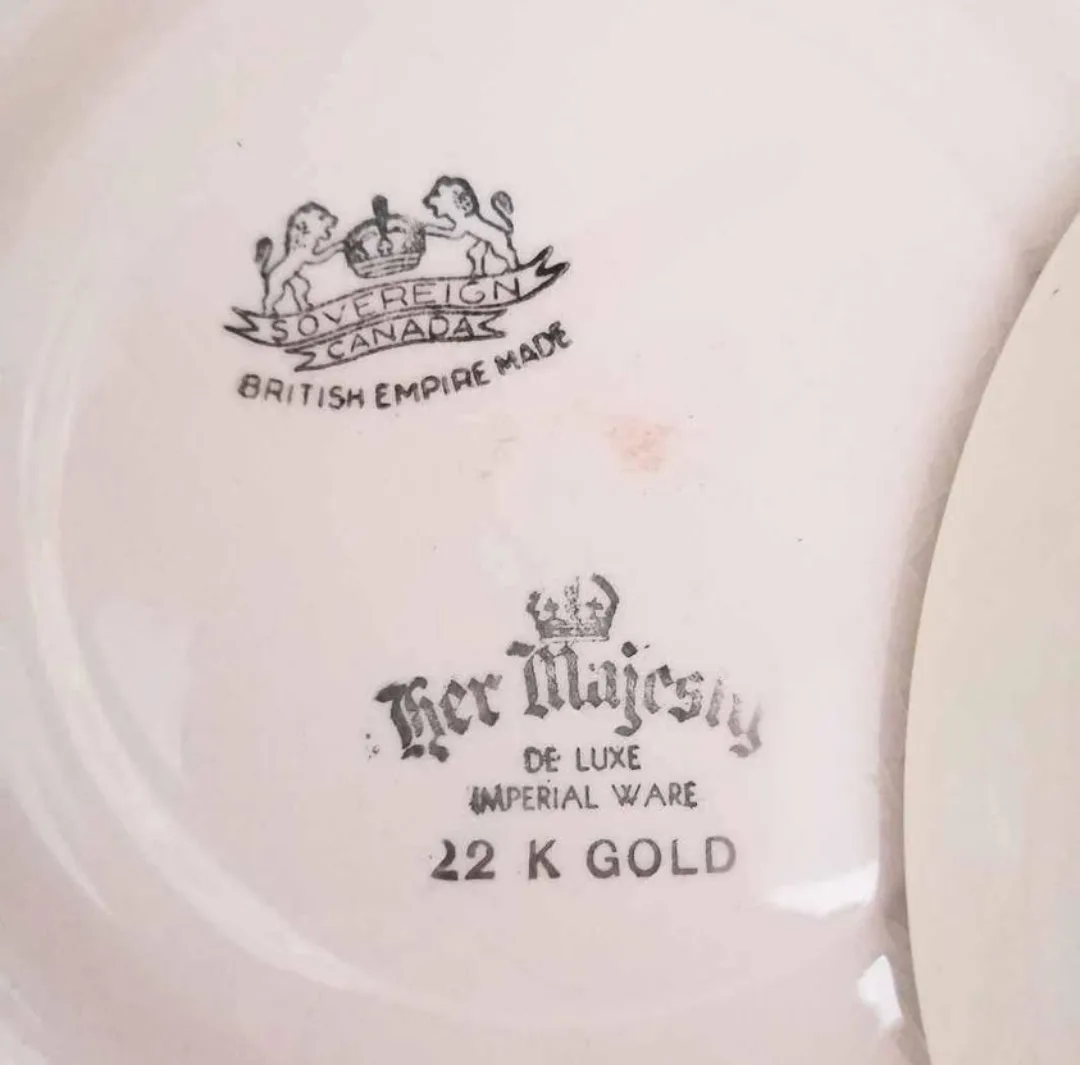 SOVEREIGN
CANADA
BRITISH EMPIRE MADE
Her Majesty
DE LUXE
IMPERIAL WARE
22 K GOLD